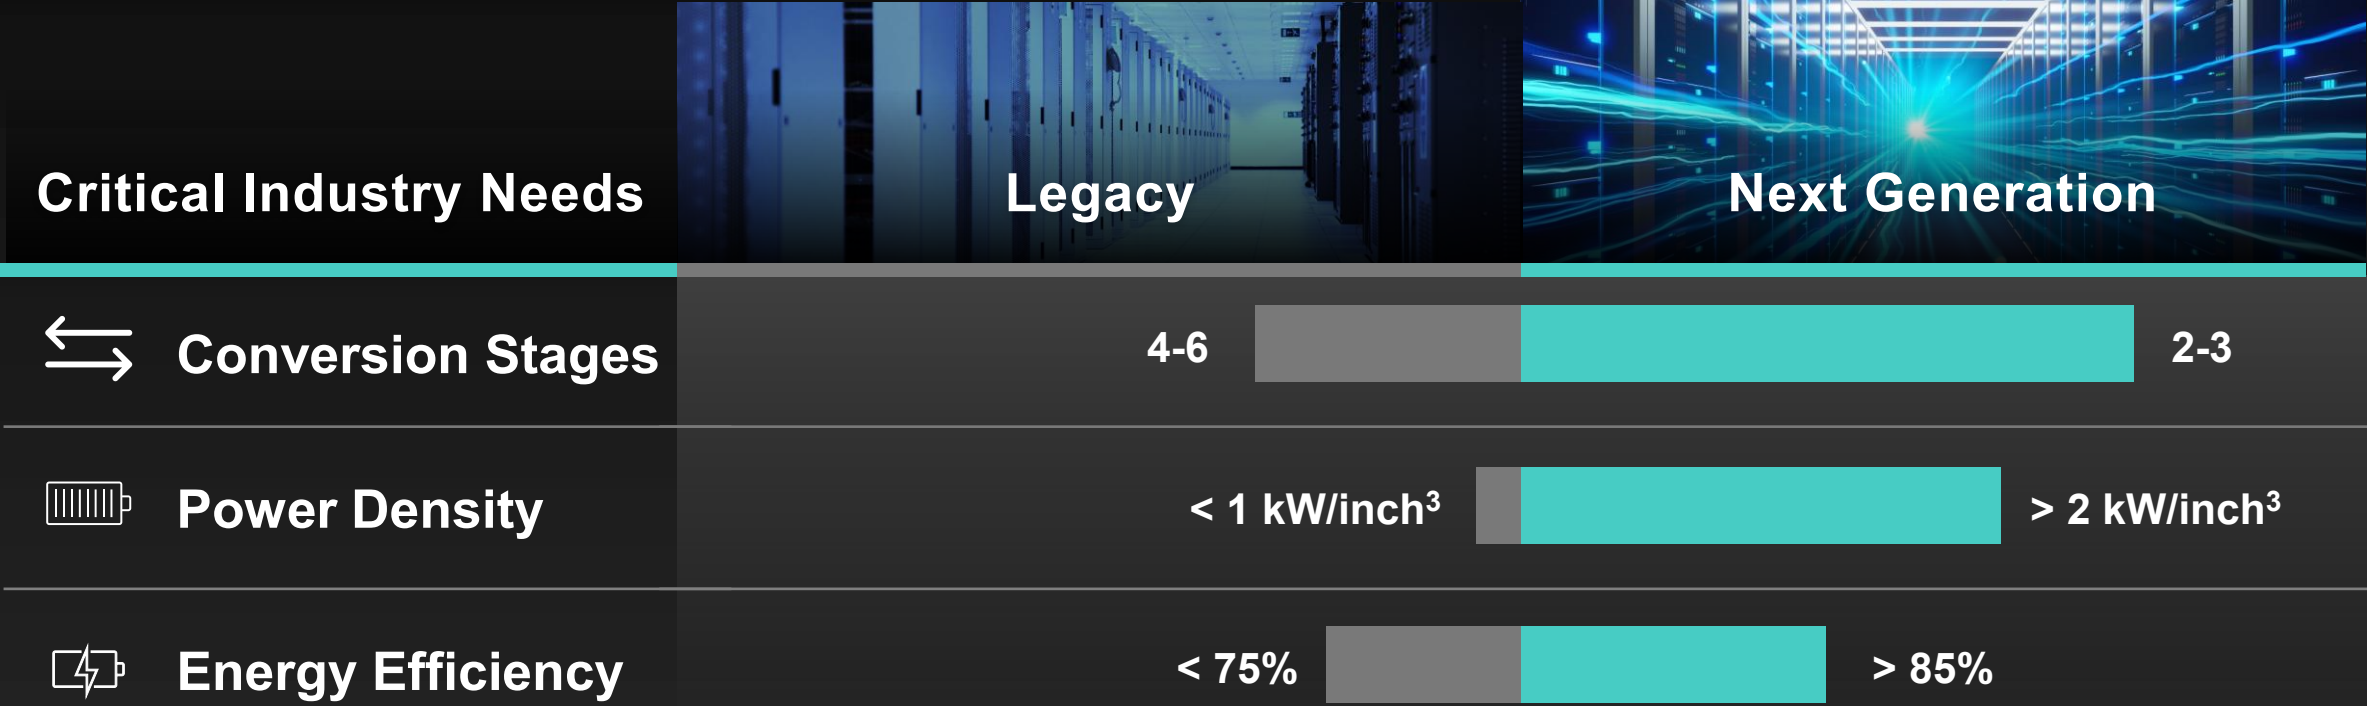 Critical Industry Needs
Legacy
Next Generation
Conversion Stages
4-6
2-3
Power Density
< 1 kW/inch³
> 2 kW/inch³
Energy Efficiency
< 75%
> 85%